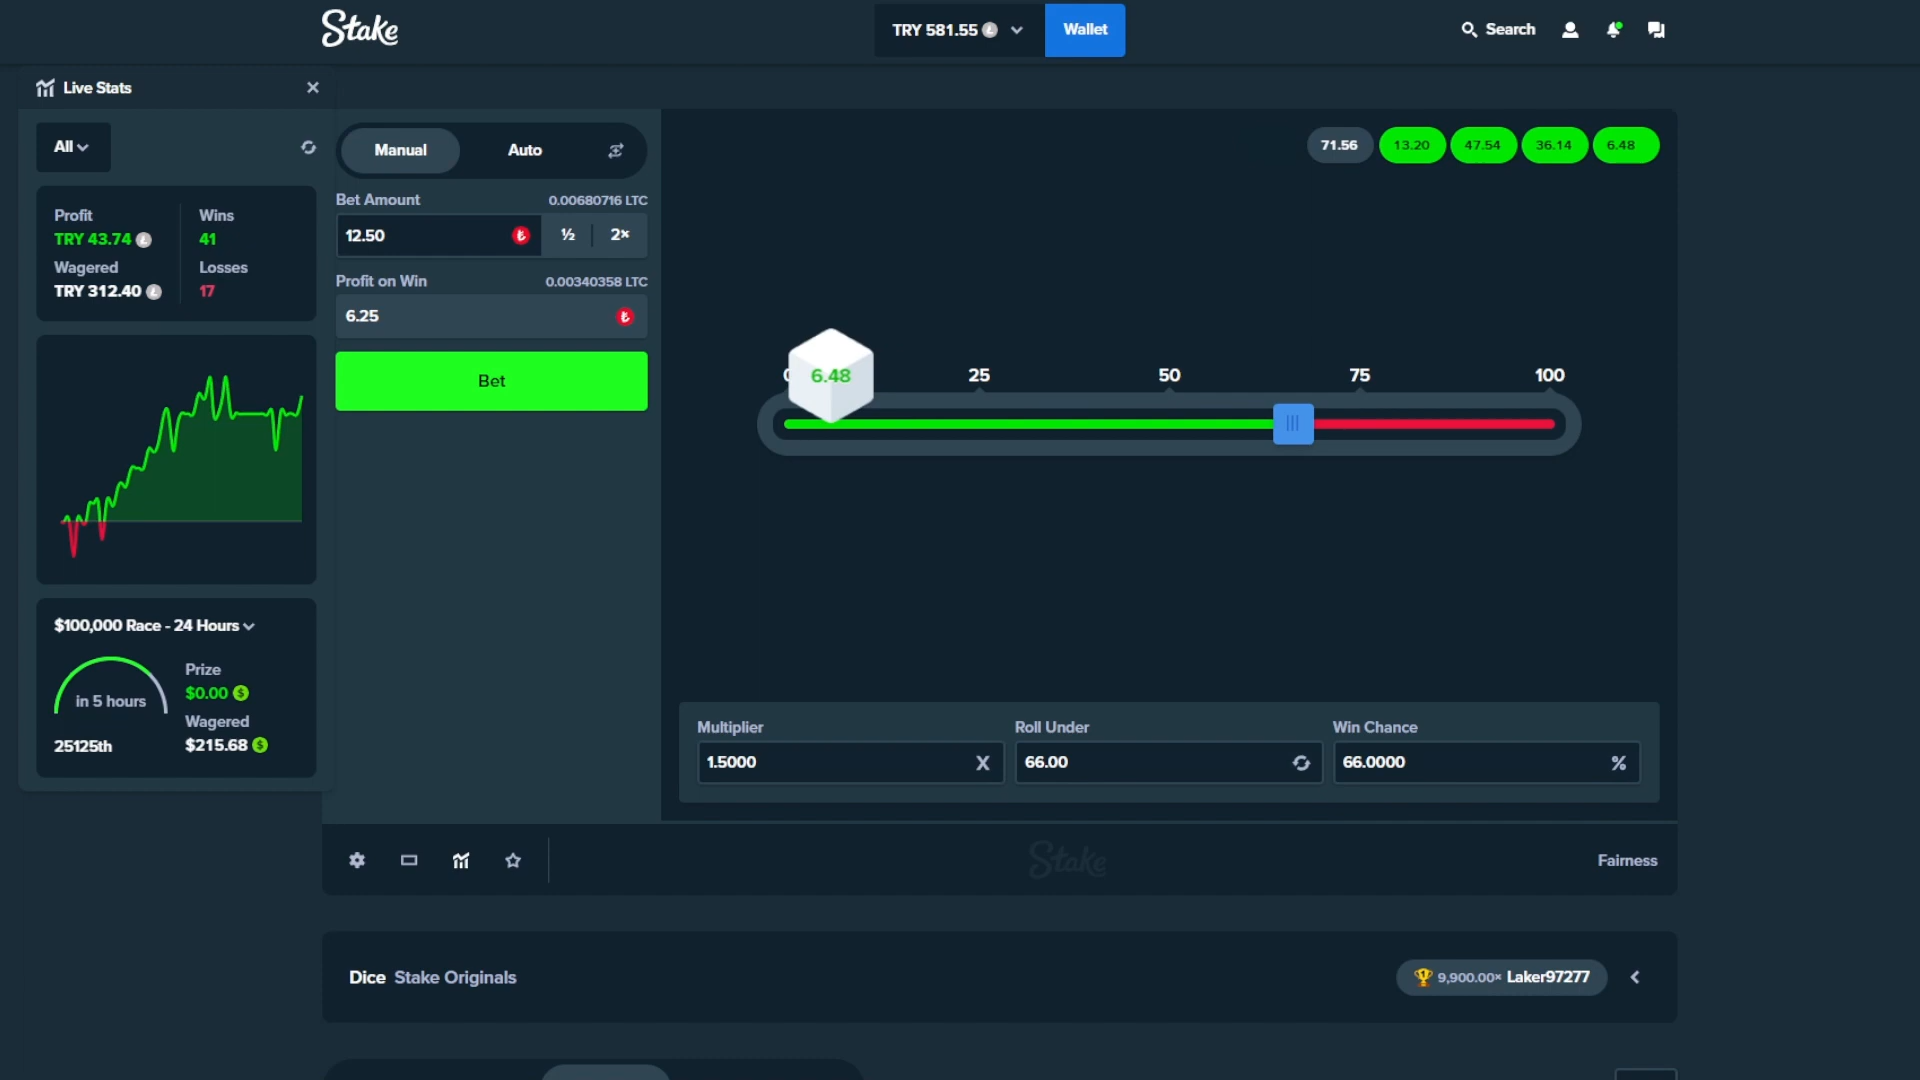 Stake
TRY 581.55
Wallet
Search
Live Stats
All
Profit
TRY 43.74
Wins
41
Wagered
TRY 312.40
Losses
17
$100,000 Race - 24 Hours
in 5 hours
25125th
Prize
$0.00
Wagered
$215.68
Manual
Auto
Bet Amount
0.00680716 LTC
12.50
½
2×
Profit on Win
0.00340358 LTC
6.25
Bet
71.56
13.20
47.54
36.14
6.48
6.48
25
50
75
100
Multiplier
1.5000
X
Roll Under
66.00
Win Chance
66.0000
%
Stake
Fairness
Dice Stake Originals
9,900.00× Laker97277